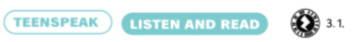 TEENSPEAK LISTEN AND READ 3.1.